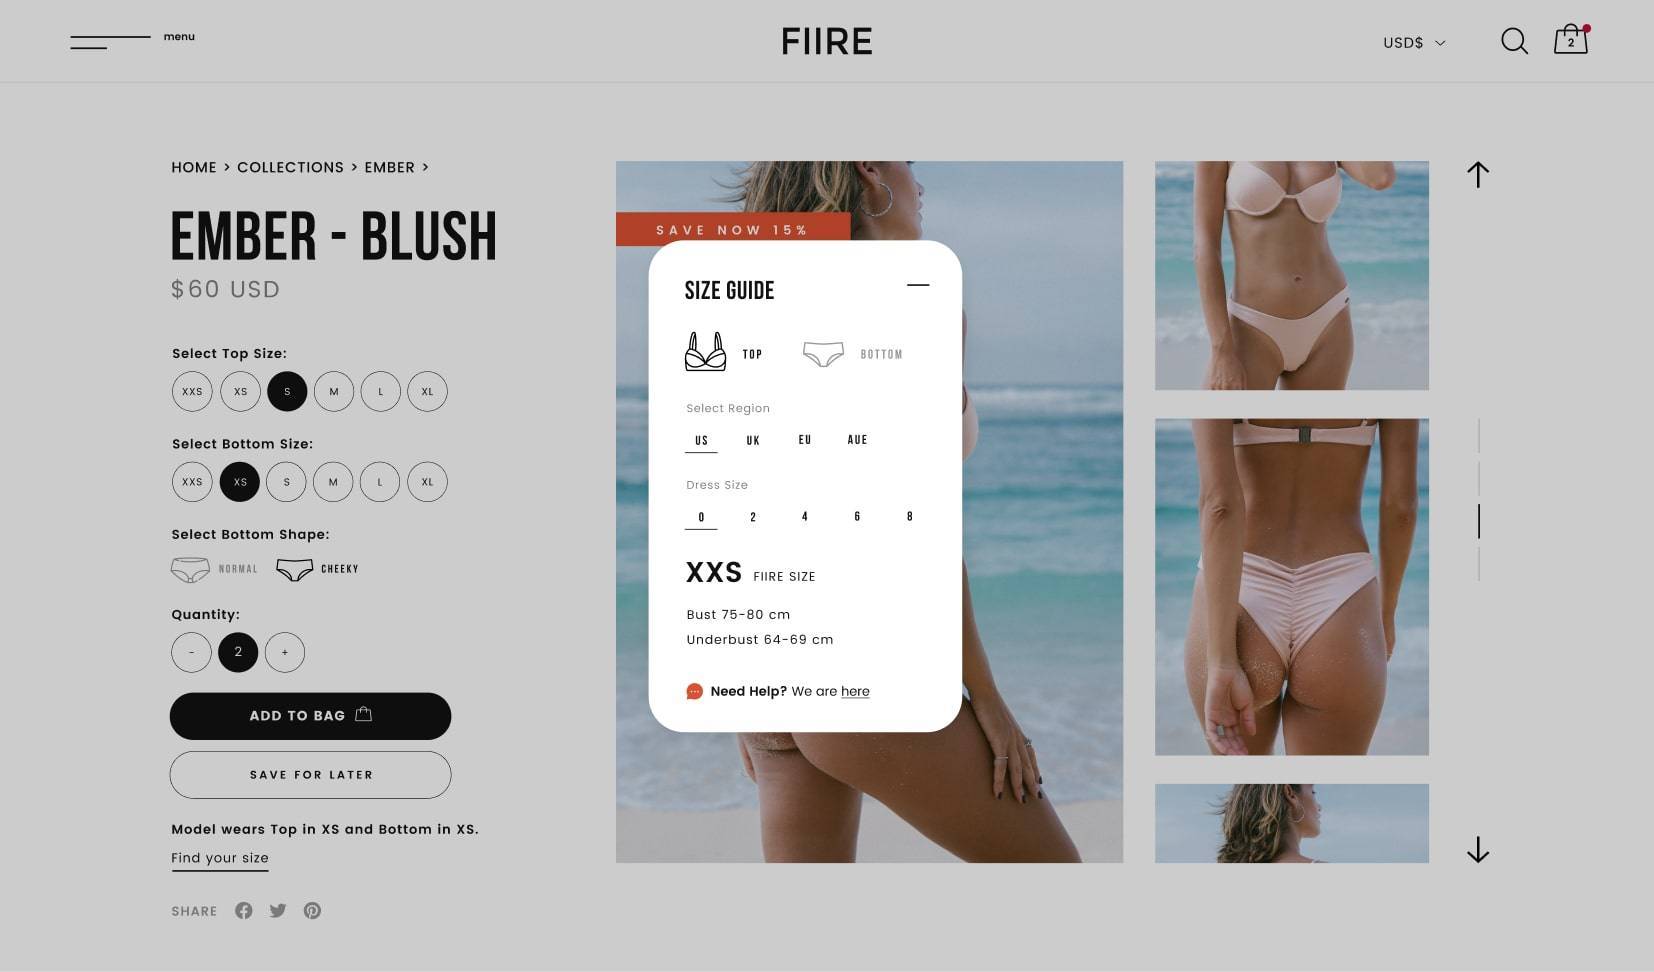 menu
FIIRE
USD$
2
HOME > COLLECTIONS > EMBER >
EMBER - BLUSH
$60 USD
Select Top Size:
XXS XS S M L XL
Select Bottom Size:
XXS XS S M L XL
Select Bottom Shape:
NORMAL CHEEKY
Quantity:
- 2 +
ADD TO BAG
SAVE FOR LATER
Model wears Top in XS and Bottom in XS.
Find your size
SHARE
SAVE NOW 15%
SIZE GUIDE
TOP BOTTOM
Select Region
US UK EU AUE
Dress Size
0 2 4 6 8
XXS FIIRE SIZE
Bust 75-80 cm
Underbust 64-69 cm
Need Help? We are here